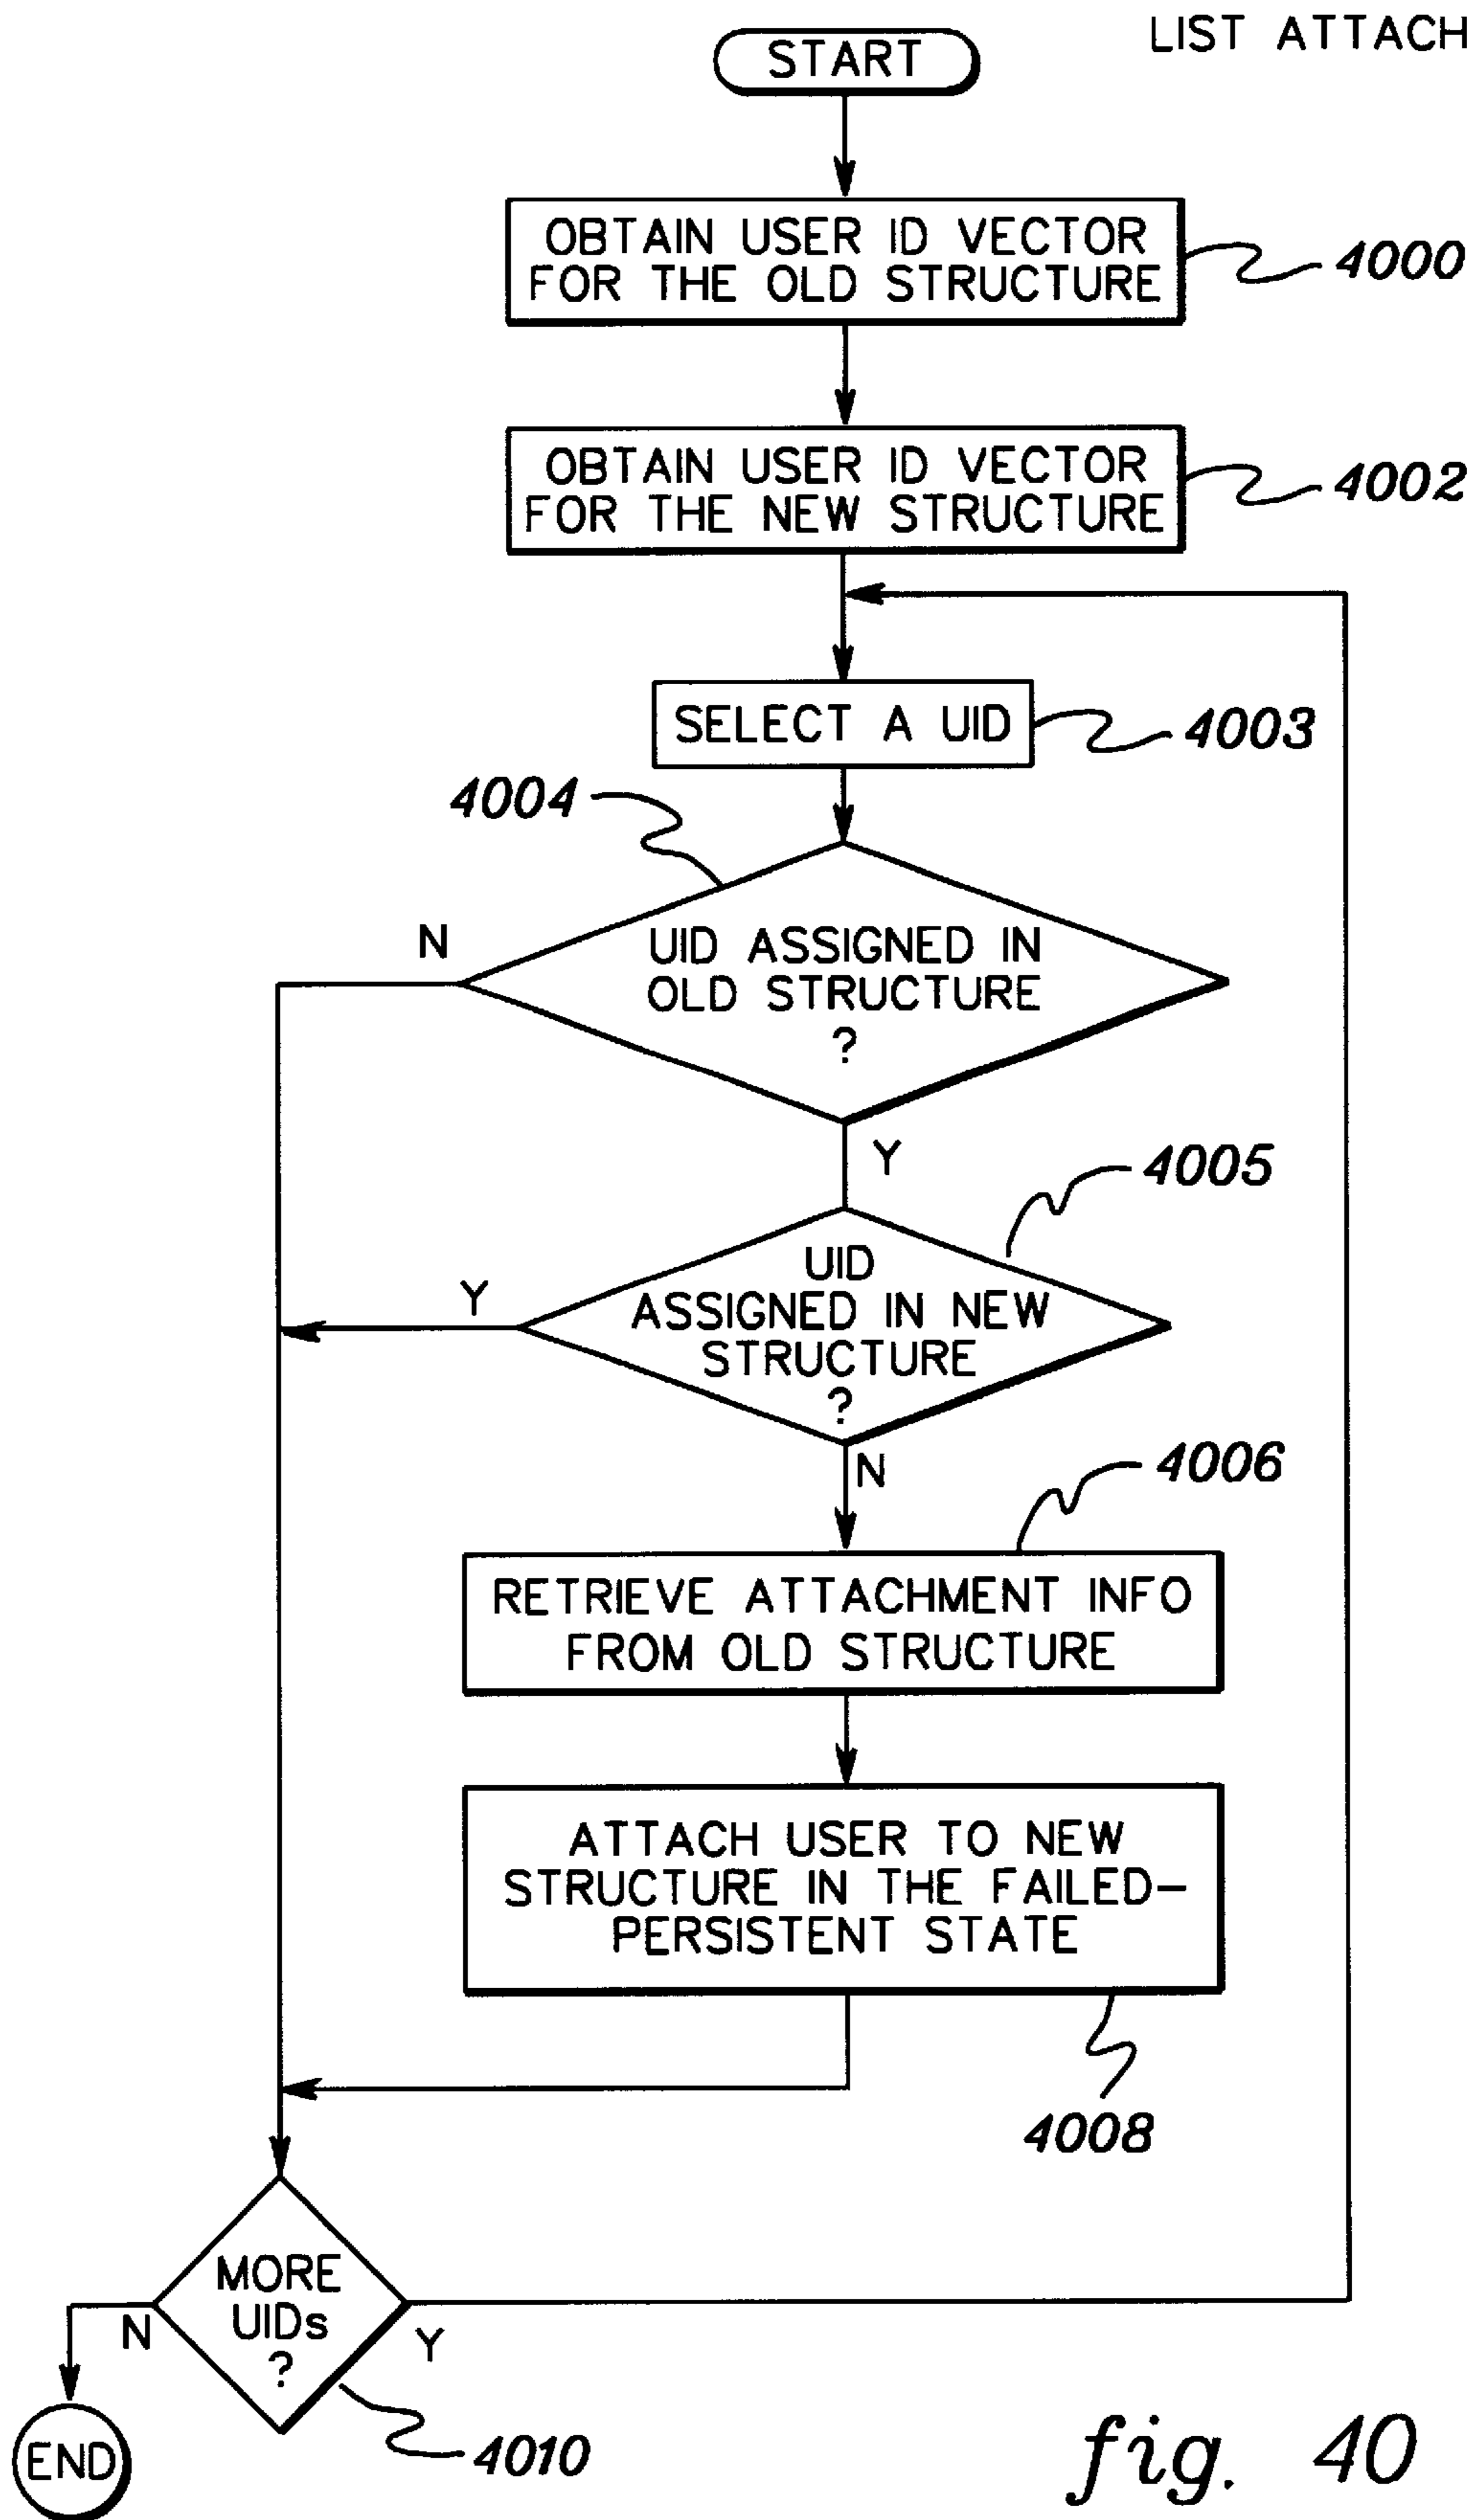 LIST ATTACH
START
OBTAIN USER ID VECTOR
FOR THE OLD STRUCTURE
4000
OBTAIN USER ID VECTOR
FOR THE NEW STRUCTURE
4002
SELECT A UID
4003
4004
N
UID ASSIGNED IN
OLD STRUCTURE
?
Y
4005
UID
ASSIGNED IN NEW
STRUCTURE
?
Y
N
4006
RETRIEVE ATTACHMENT INFO
FROM OLD STRUCTURE
ATTACH USER TO NEW
STRUCTURE IN THE FAILED-
PERSISTENT STATE
4008
MORE
UIDs
?
N
Y
4010
END
fig. 40